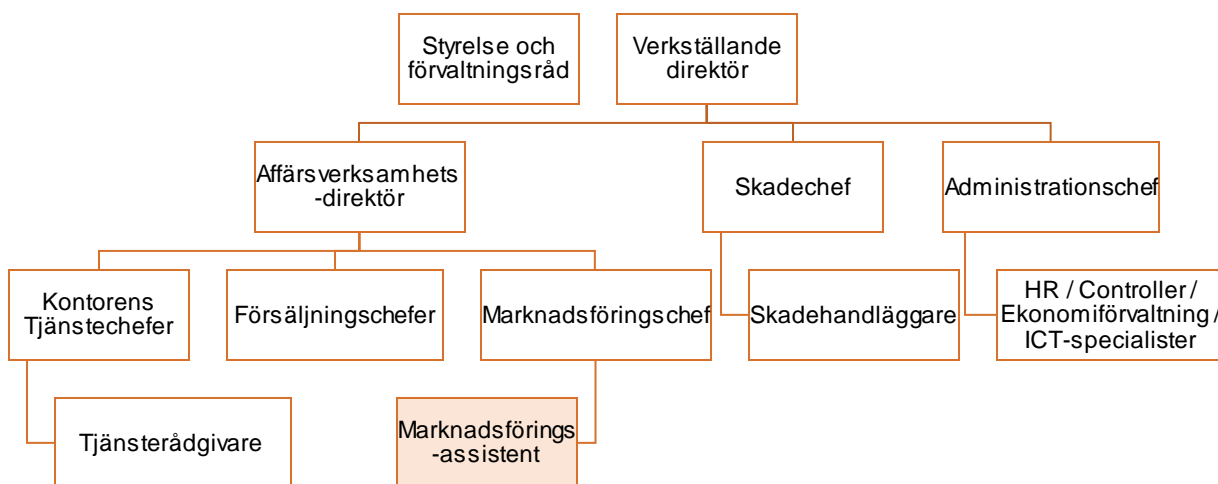 Styrelse och
förvaltningsråd
Verkställande
direktör
Affärsverksamhets
-direktör
Skadechef
Administrationschef
Kontorens
Tjänstechefer
Försäljningschefer
Marknadsföringschef
Skadehandläggare
HR / Controller /
Ekonomiförvaltning /
ICT-specialister
Tjänsterådgivare
Marknadsförings
-assistent